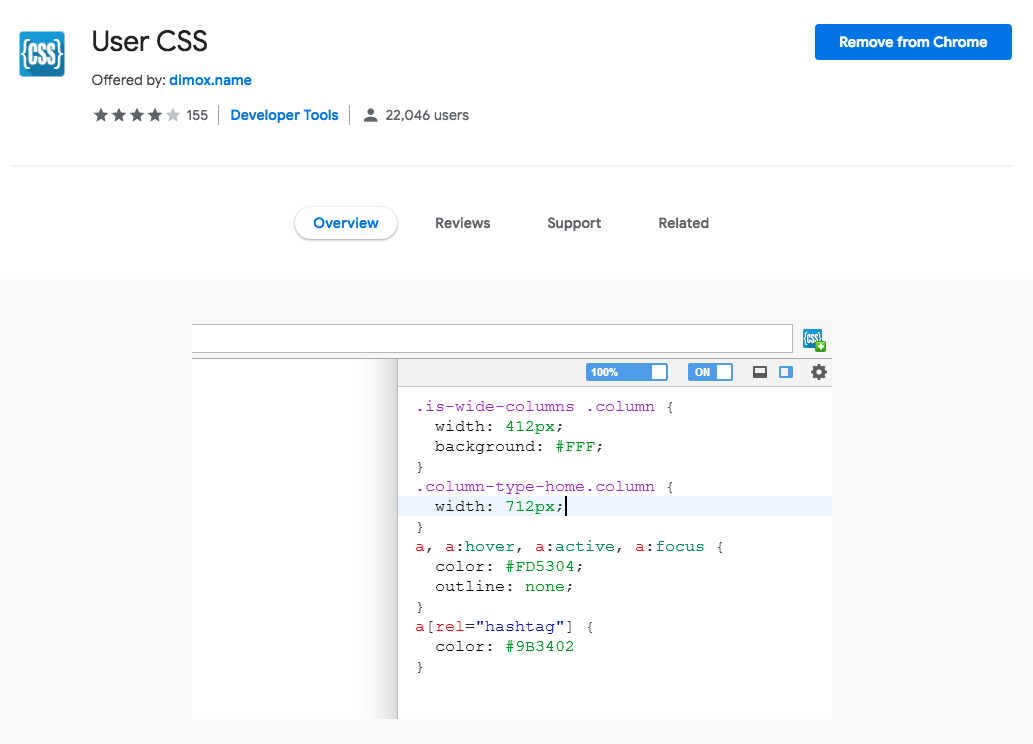 {CSS}
User CSS
Remove from Chrome
Offered by: dimox.name
155
Developer Tools
22,046 users
Overview
Reviews
Support
Related
{CSS}
100%
ON
.is-wide-columns .column {
width: 412px;
background: #FFF;
}
.column-type-home.column {
width: 712px;
}
a, a:hover, a:active, a:focus {
color: #FD5304;
outline: none;
}
a[rel="hashtag"] {
color: #9B3402
}